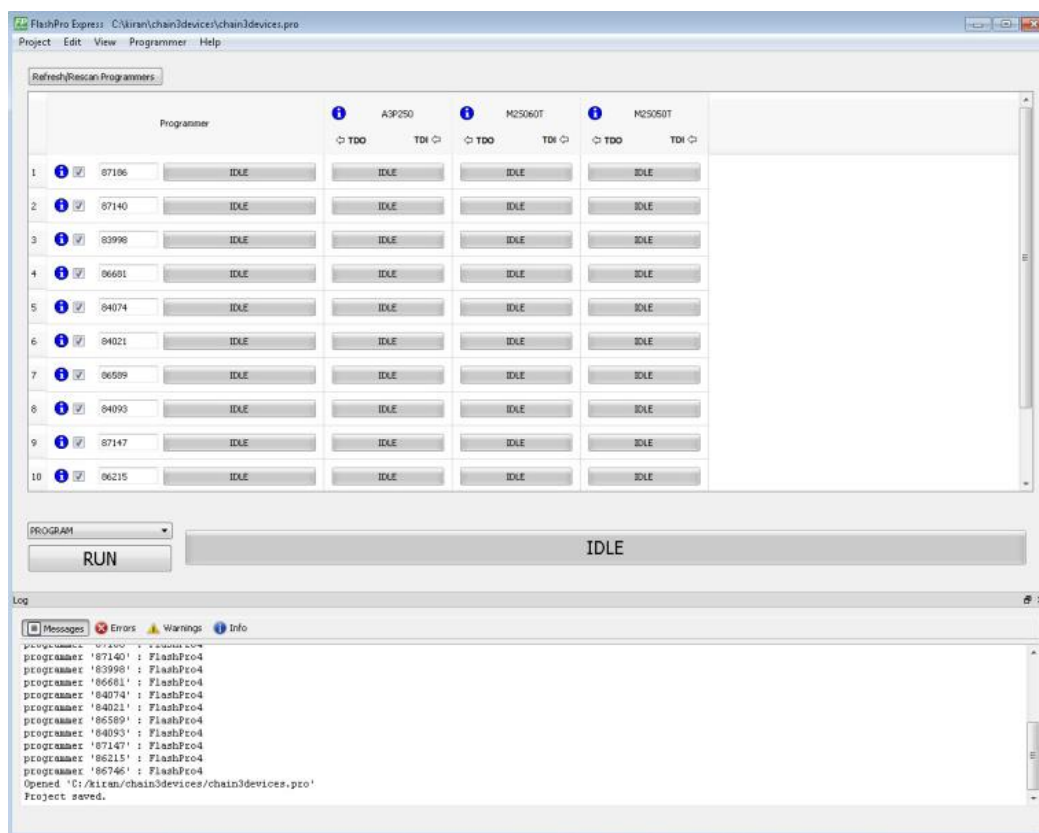 FlashPro Express C:\kiran\chain3devices\chain3devices.pro
Project Edit View Programmer Help
Refresh/Rescan Programmers
Programmer A3P250 M2S060T M2S050T
TDO TDI TDO TDI TDO TDI
1 87186 IDLE IDLE IDLE IDLE
2 87140 IDLE IDLE IDLE IDLE
3 83998 IDLE IDLE IDLE IDLE
4 86681 IDLE IDLE IDLE IDLE
5 84074 IDLE IDLE IDLE IDLE
6 84021 IDLE IDLE IDLE IDLE
7 86589 IDLE IDLE IDLE IDLE
8 84093 IDLE IDLE IDLE IDLE
9 87147 IDLE IDLE IDLE IDLE
10 86215 IDLE IDLE IDLE IDLE
PROGRAM
RUN IDLE
Log
Messages Errors Warnings Info
programmer '87186' : FlashPro4
programmer '87140' : FlashPro4
programmer '83998' : FlashPro4
programmer '86681' : FlashPro4
programmer '84074' : FlashPro4
programmer '84021' : FlashPro4
programmer '86589' : FlashPro4
programmer '84093' : FlashPro4
programmer '87147' : FlashPro4
programmer '86215' : FlashPro4
programmer '86746' : FlashPro4
Opened 'C:/kiran/chain3devices/chain3devices.pro'
Project saved.